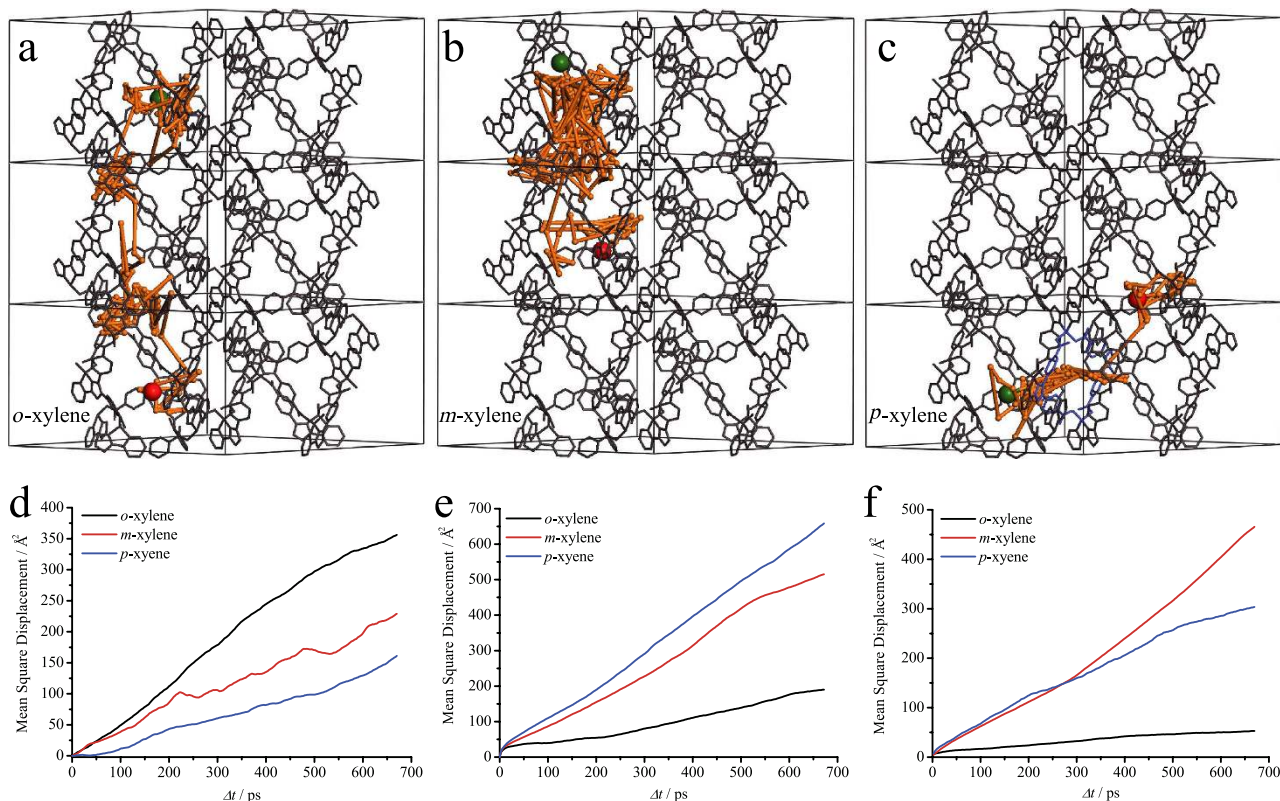 a
o-xylene
b
m-xylene
c
p-xylene
d
400
350
300
250
200
150
100
50
0
Mean Square Displacement / Å²
o-xylene
m-xylene
p-xyene
0 100 200 300 400 500 600 700
Δt / ps
e
700
600
500
400
300
200
100
0
Mean Square Displacement / Å²
o-xylene
m-xylene
p-xyene
0 100 200 300 400 500 600 700
Δt / ps
f
500
400
300
200
100
0
Mean Square Displacement / Å²
o-xylene
m-xylene
p-xyene
0 100 200 300 400 500 600 700
Δt / ps